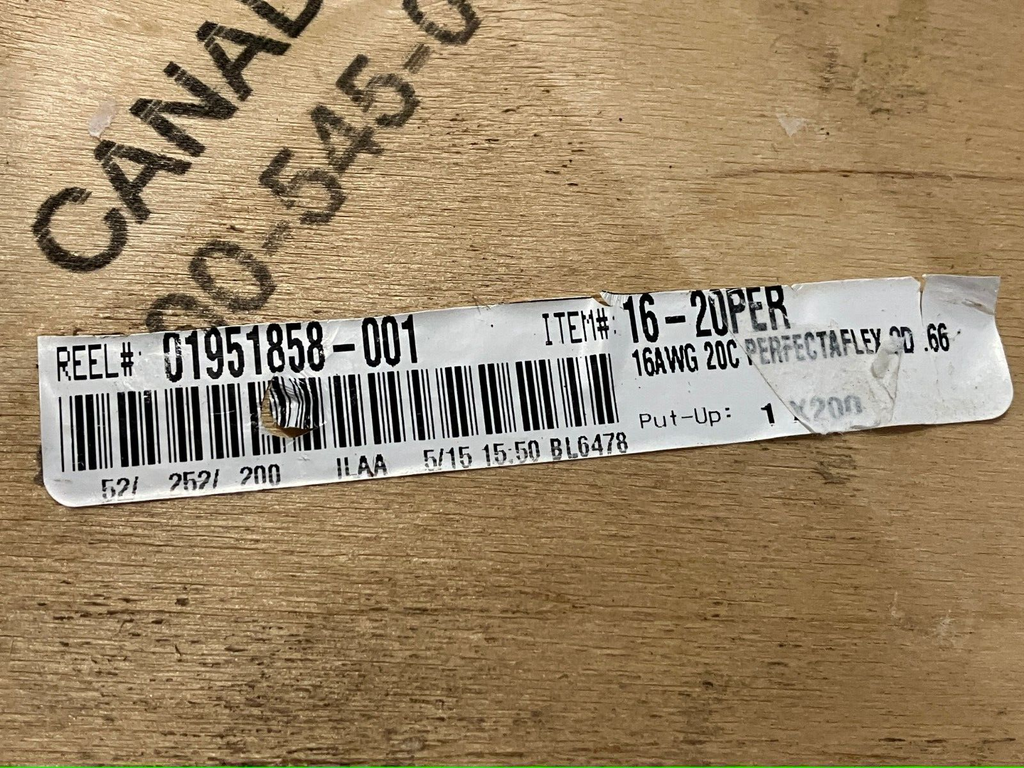 CANAD
00-545-0
REEL#: 01951858-001
ITEM#: 16-20PER
16AWG 20C PERFECTAFLEX OD .66
Put-Up: 1 X200
52/ 252/ 200 ILAA 5/15 15:50 BL6478